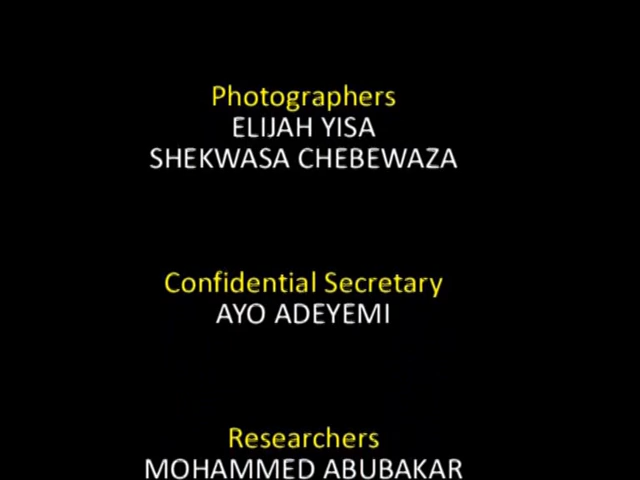 Photographers
ELIJAH YISA
SHEKWASA CHEBEWAZA
Confidential Secretary
AYO ADEYEMI
Researchers
MOHAMMED ABUBAKAR